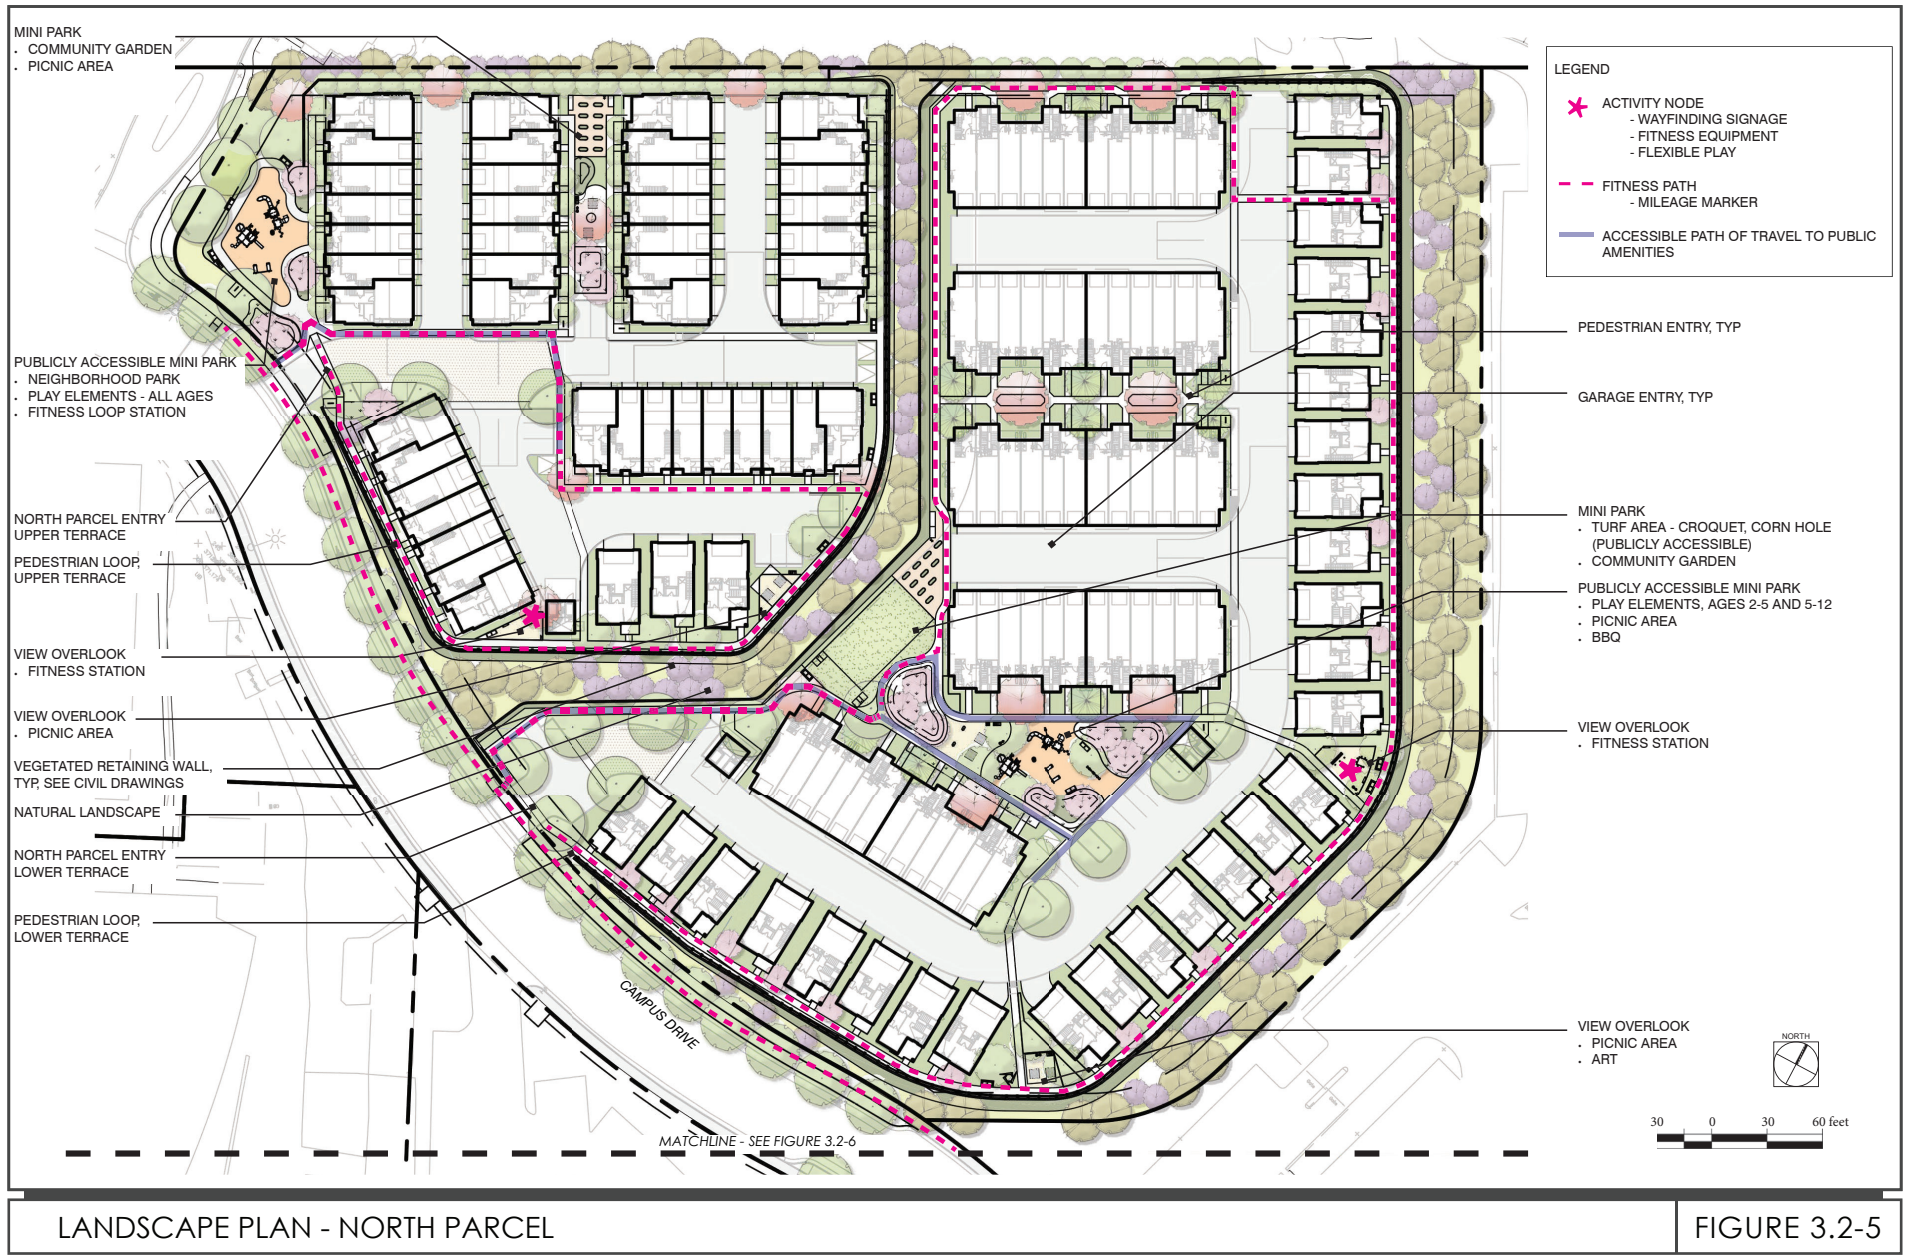 MINI PARK
• COMMUNITY GARDEN
• PICNIC AREA
PUBLICLY ACCESSIBLE MINI PARK
• NEIGHBORHOOD PARK
• PLAY ELEMENTS - ALL AGES
• FITNESS LOOP STATION
NORTH PARCEL ENTRY
UPPER TERRACE
PEDESTRIAN LOOP,
UPPER TERRACE
VIEW OVERLOOK
• FITNESS STATION
VIEW OVERLOOK
• PICNIC AREA
VEGETATED RETAINING WALL,
TYP, SEE CIVIL DRAWINGS
NATURAL LANDSCAPE
NORTH PARCEL ENTRY
LOWER TERRACE
PEDESTRIAN LOOP,
LOWER TERRACE
CAMPUS DRIVE
MATCHLINE - SEE FIGURE 3.2-6
LEGEND
ACTIVITY NODE
- WAYFINDING SIGNAGE
- FITNESS EQUIPMENT
- FLEXIBLE PLAY
FITNESS PATH
- MILEAGE MARKER
ACCESSIBLE PATH OF TRAVEL TO PUBLIC
AMENITIES
PEDESTRIAN ENTRY, TYP
GARAGE ENTRY, TYP
MINI PARK
• TURF AREA - CROQUET, CORN HOLE
(PUBLICLY ACCESSIBLE)
• COMMUNITY GARDEN
PUBLICLY ACCESSIBLE MINI PARK
• PLAY ELEMENTS, AGES 2-5 AND 5-12
• PICNIC AREA
• BBQ
VIEW OVERLOOK
• FITNESS STATION
VIEW OVERLOOK
• PICNIC AREA
• ART
NORTH
30 0 30 60 feet
LANDSCAPE PLAN - NORTH PARCEL
FIGURE 3.2-5